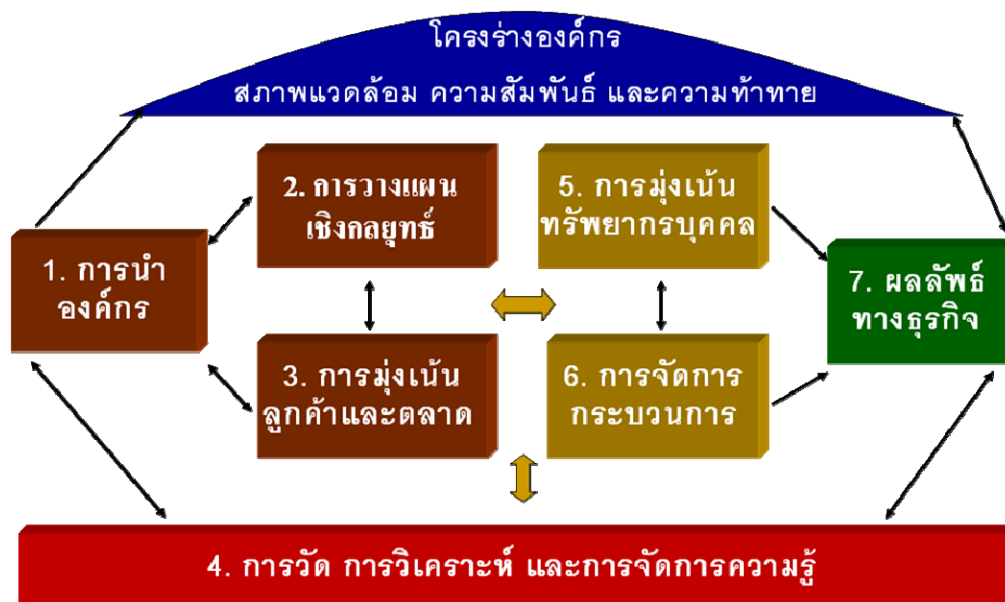 โครงร่างองค์กร
สภาพแวดล้อม ความสัมพันธ์ และความท้าทาย
1. การนำ
องค์กร
2. การวางแผน
เชิงกลยุทธ์
3. การมุ่งเน้น
ลูกค้าและตลาด
5. การมุ่งเน้น
ทรัพยากรบุคคล
6. การจัดการ
กระบวนการ
7. ผลลัพธ์
ทางธุรกิจ
4. การวัด การวิเคราะห์ และการจัดการความรู้